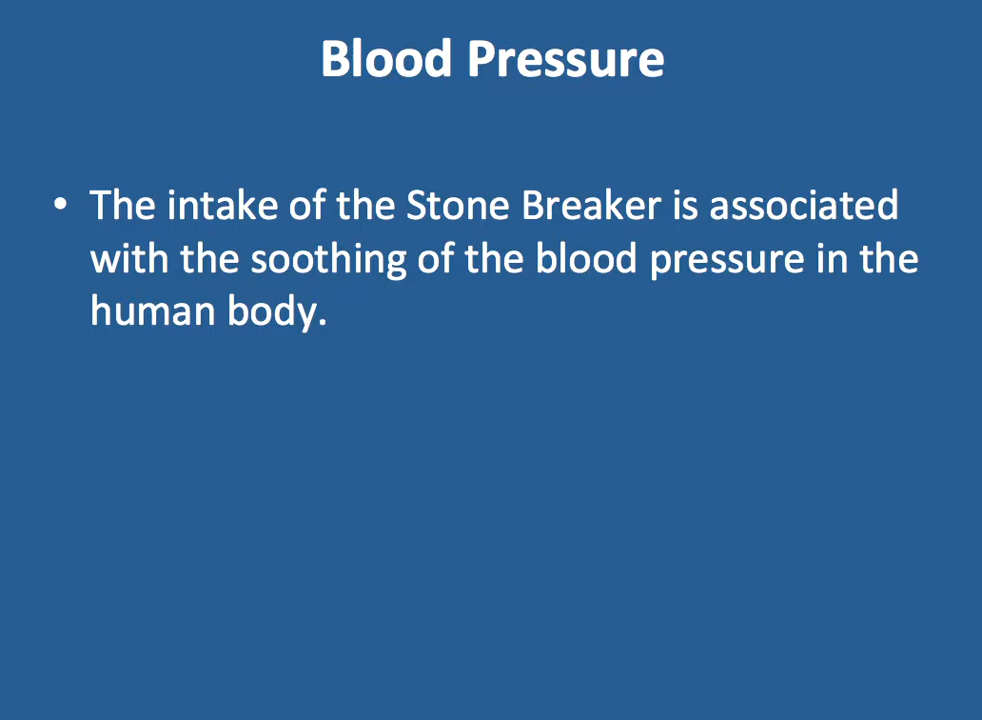 Blood Pressure
• The intake of the Stone Breaker is associated
with the soothing of the blood pressure in the
human body.